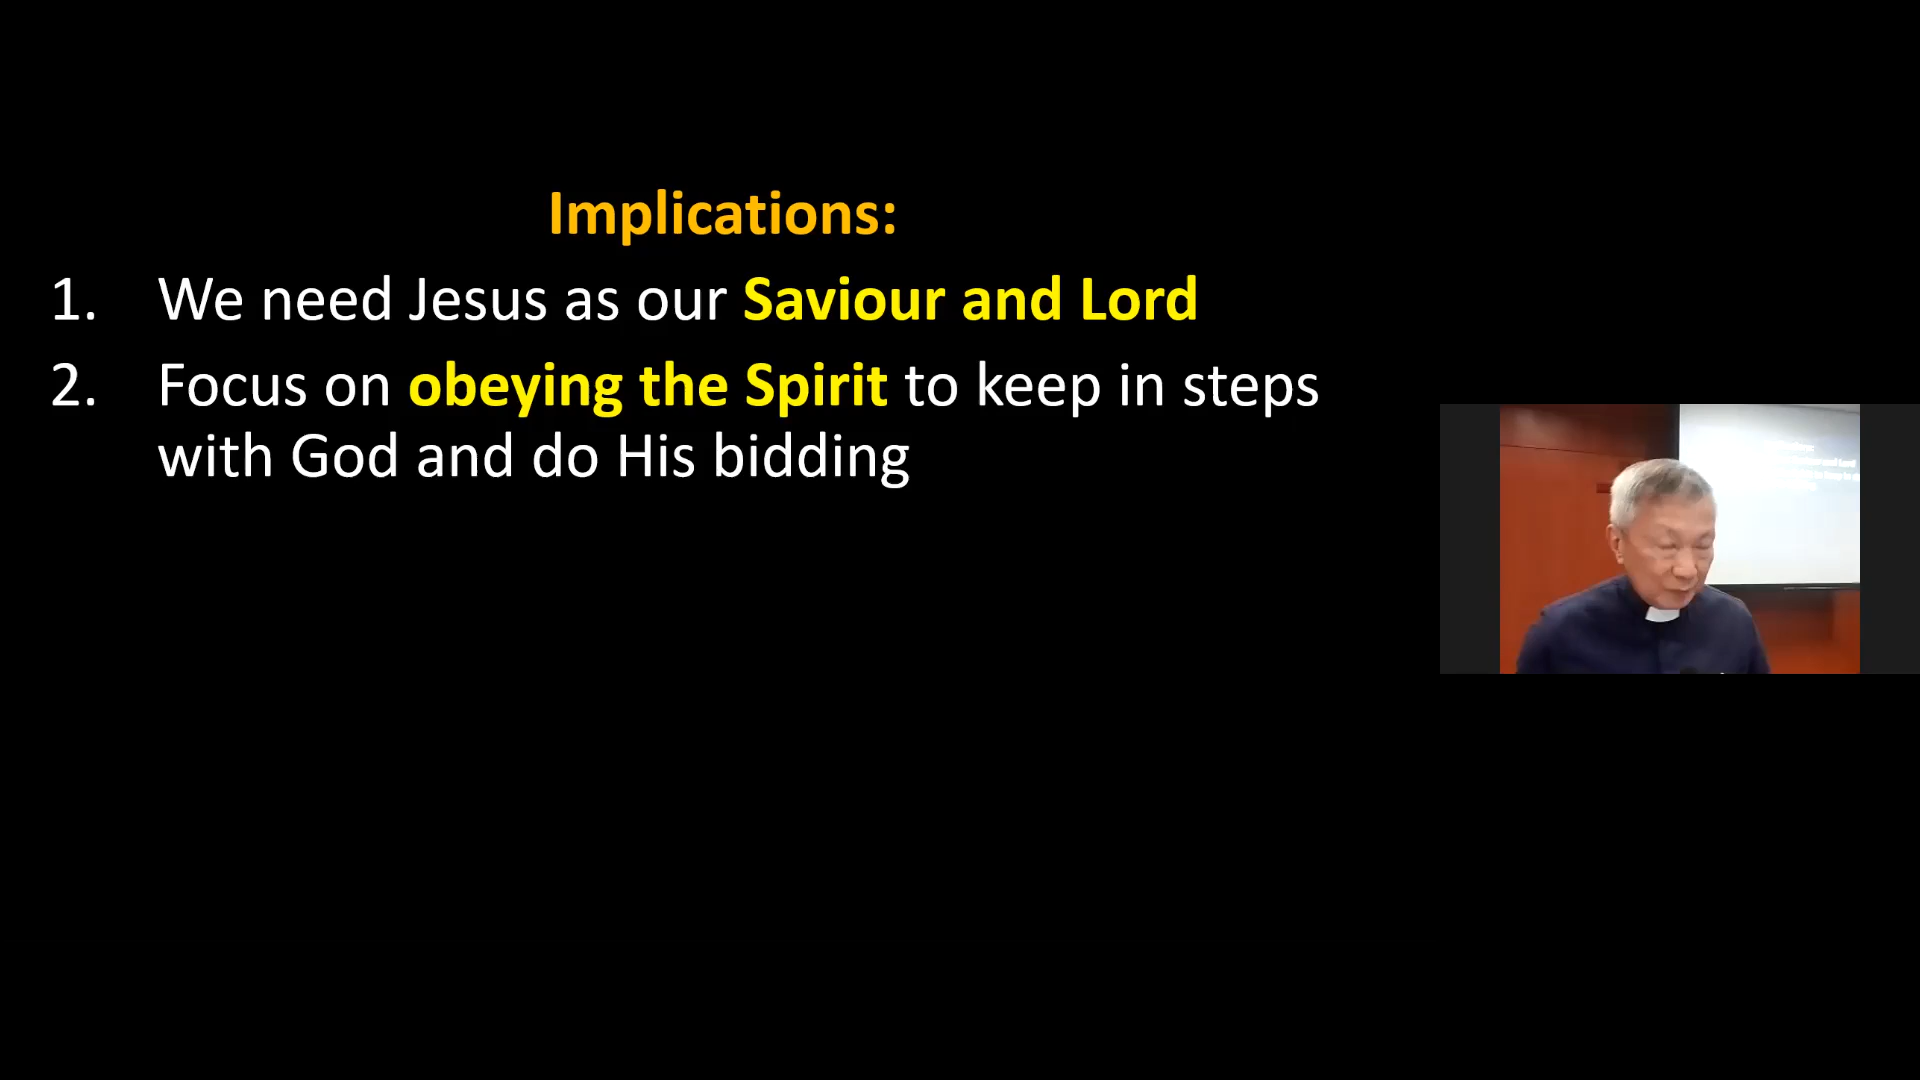 Implications:
1. We need Jesus as our Saviour and Lord
2. Focus on obeying the Spirit to keep in steps
with God and do His bidding